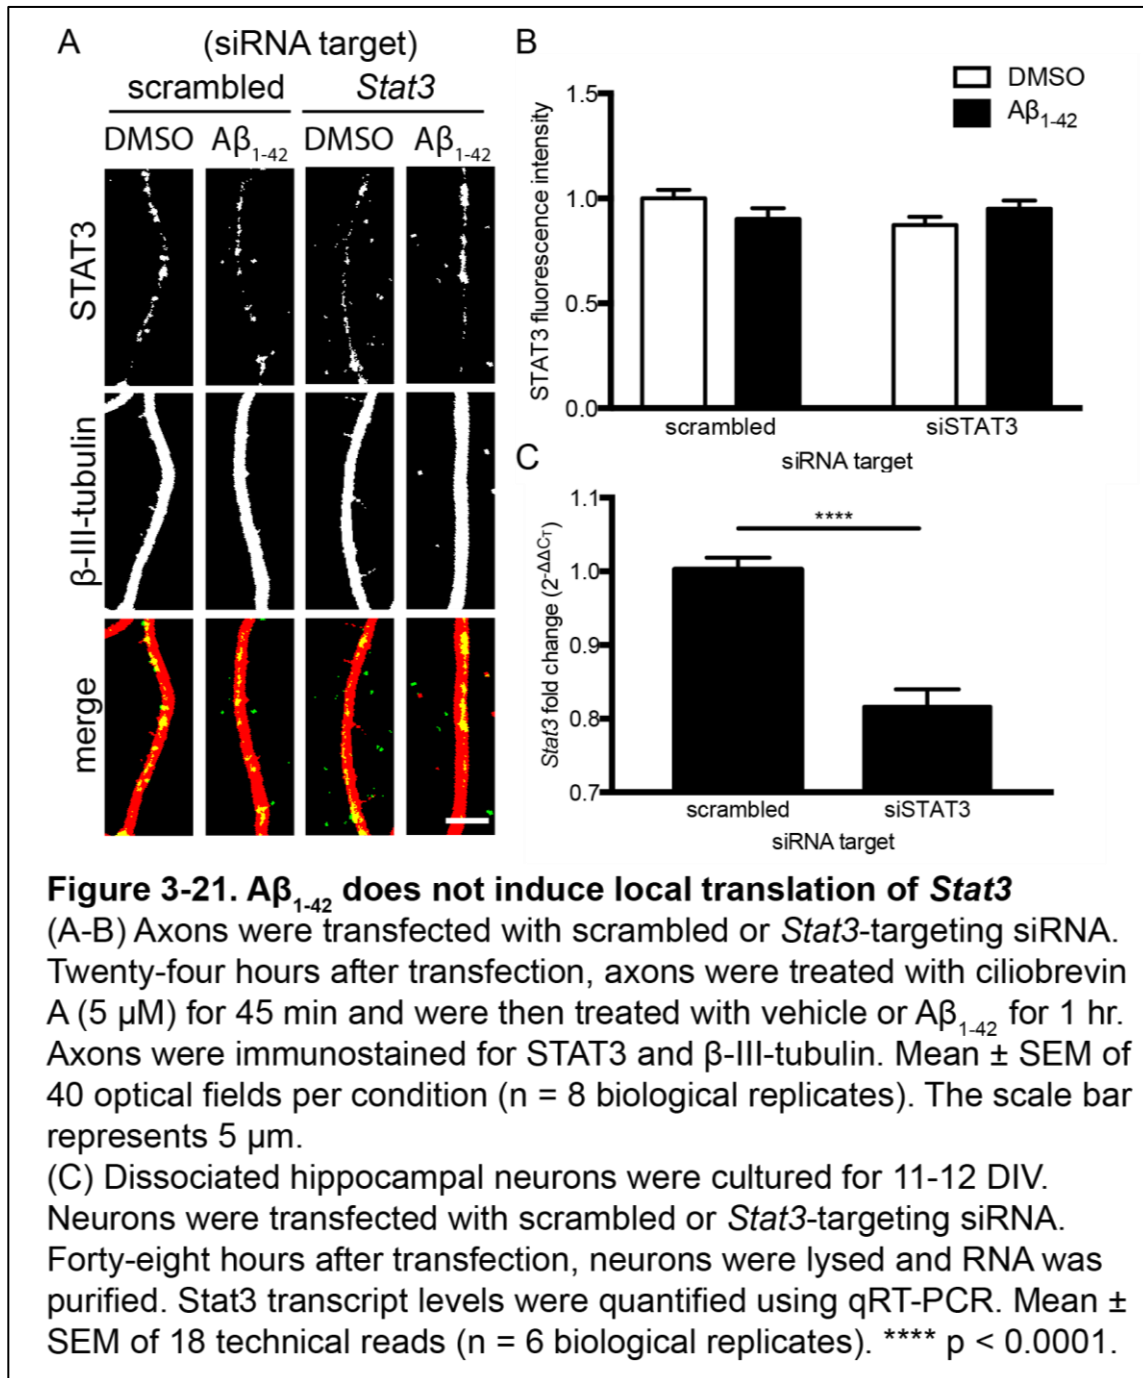 A
(siRNA target)
scrambled Stat3
DMSO Aβ1-42 DMSO Aβ1-42
STAT3
β-III-tubulin
merge
B
DMSO
Aβ1-42
STAT3 fluorescence intensity
1.5
1.0
0.5
0.0
scrambled siSTAT3
siRNA target
C
Stat3 fold change (2-ΔΔCT)
1.1
1.0
0.9
0.8
0.7
****
scrambled siSTAT3
siRNA target
Figure 3-21. Aβ1-42 does not induce local translation of Stat3
(A-B) Axons were transfected with scrambled or Stat3-targeting siRNA.
Twenty-four hours after transfection, axons were treated with ciliobrevin
A (5 μM) for 45 min and were then treated with vehicle or Aβ1-42 for 1 hr.
Axons were immunostained for STAT3 and β-III-tubulin. Mean ± SEM of
40 optical fields per condition (n = 8 biological replicates). The scale bar
represents 5 μm.
(C) Dissociated hippocampal neurons were cultured for 11-12 DIV.
Neurons were transfected with scrambled or Stat3-targeting siRNA.
Forty-eight hours after transfection, neurons were lysed and RNA was
purified. Stat3 transcript levels were quantified using qRT-PCR. Mean ±
SEM of 18 technical reads (n = 6 biological replicates). **** p < 0.0001.